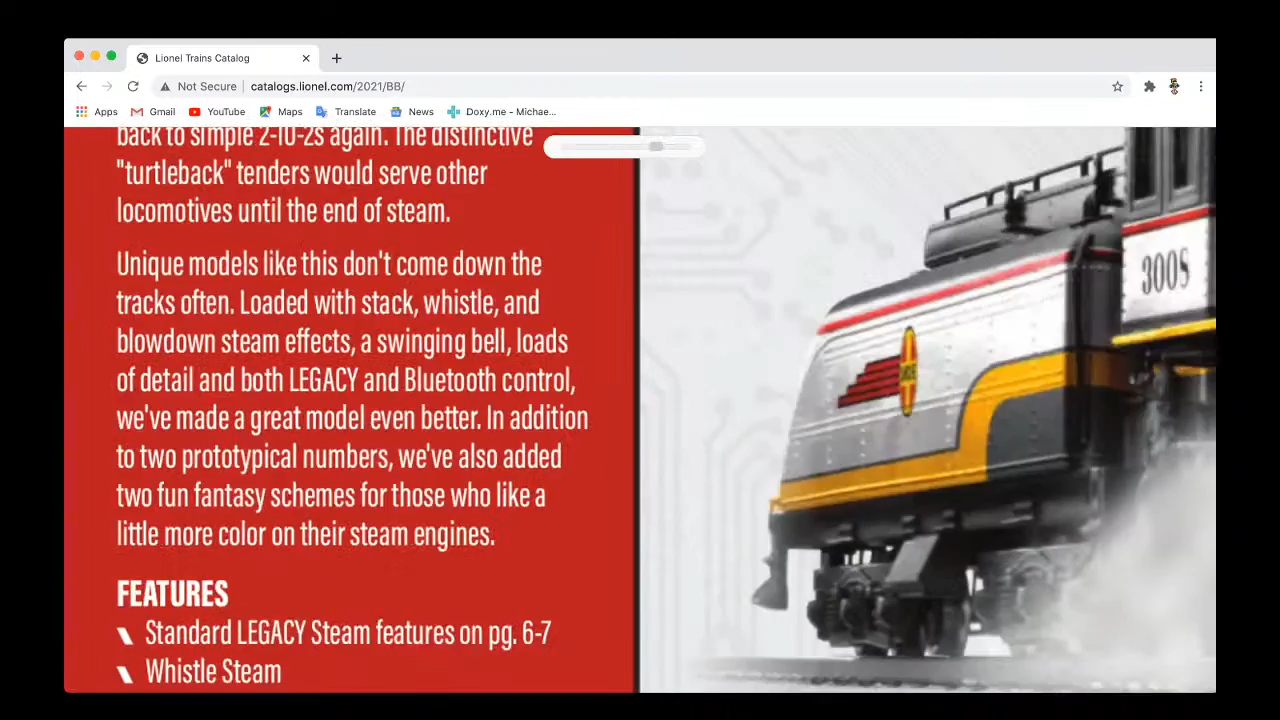 Lionel Trains Catalog
Not Secure
catalogs.lionel.com/2021/BB/
Apps
Gmail
YouTube
Maps
Translate
News
Doxy.me - Michae...
back to simple 2-10-2s again. The distinctive
"turtleback" tenders would serve other
locomotives until the end of steam.
Unique models like this don't come down the
tracks often. Loaded with stack, whistle, and
blowdown steam effects, a swinging bell, loads
of detail and both LEGACY and Bluetooth control,
we've made a great model even better. In addition
to two prototypical numbers, we've also added
two fun fantasy schemes for those who like a
little more color on their steam engines.
FEATURES
Standard LEGACY Steam features on pg. 6-7
Whistle Steam
3008